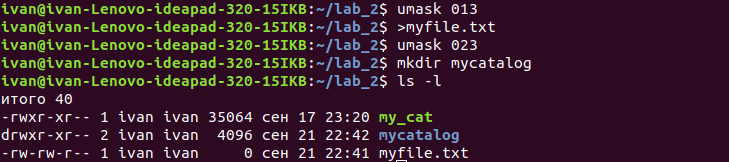 ivan@ivan-Lenovo-ideapad-320-15IKB:~/lab_2$ umask 013
ivan@ivan-Lenovo-ideapad-320-15IKB:~/lab_2$ >myfile.txt
ivan@ivan-Lenovo-ideapad-320-15IKB:~/lab_2$ umask 023
ivan@ivan-Lenovo-ideapad-320-15IKB:~/lab_2$ mkdir mycatalog
ivan@ivan-Lenovo-ideapad-320-15IKB:~/lab_2$ ls -l
итого 40
-rwxr-xr-- 1 ivan ivan 35064 сен 17 23:20 my_cat
drwxr-xr-- 2 ivan ivan  4096 сен 21 22:42 mycatalog
-rw-rw-r-- 1 ivan ivan     0 сен 21 22:41 myfile.txt